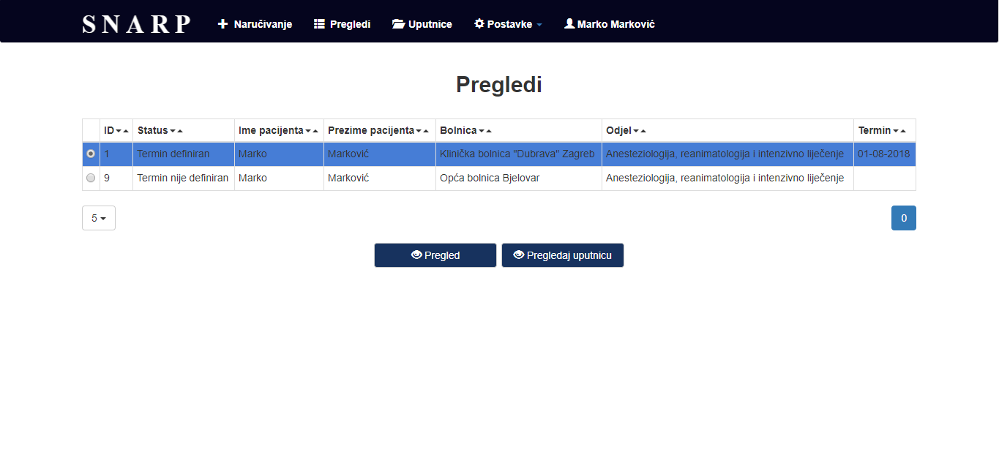 SNARP Naručivanje Pregledi Uputnice Postavke Marko Marković
Pregledi
ID Status Ime pacijenta Prezime pacijenta Bolnica Odjel Termin
1 Termin definiran Marko Marković Klinička bolnica "Dubrava" Zagreb Anesteziologija, reanimatologija i intenzivno liječenje 01-08-2018
9 Termin nije definiran Marko Marković Opća bolnica Bjelovar Anesteziologija, reanimatologija i intenzivno liječenje
5 0
Pregled Pregledaj uputnicu